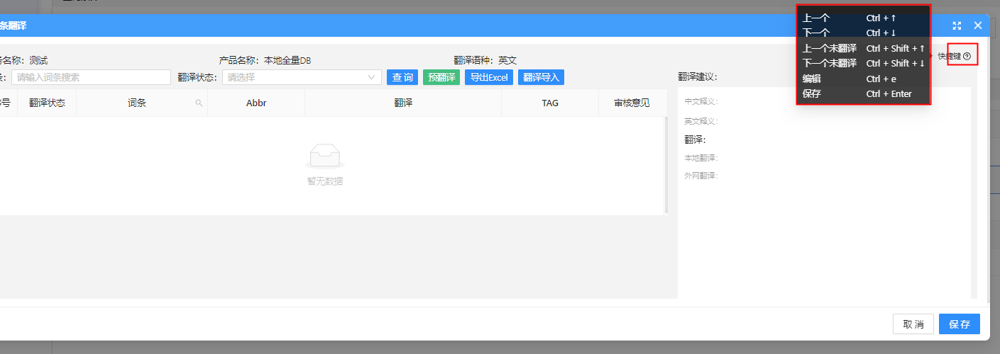 条翻译
上一个 Ctrl + ↑
下一个 Ctrl + ↓
上一个未翻译 Ctrl + Shift + ↑
下一个未翻译 Ctrl + Shift + ↓
编辑 Ctrl + e
保存 Ctrl + Enter
名称: 测试 产品名称: 本地全量DB 翻译语种: 英文 快捷键
请输入词条搜索 翻译状态: 请选择 查 询 预翻译 导出Excel 翻译导入 翻译建议:
号 翻译状态 词条 Abbr 翻译 TAG 审核意见
暂无数据
中文释义:
英文释义:
翻译:
本地翻译:
外网翻译:
取 消 保 存